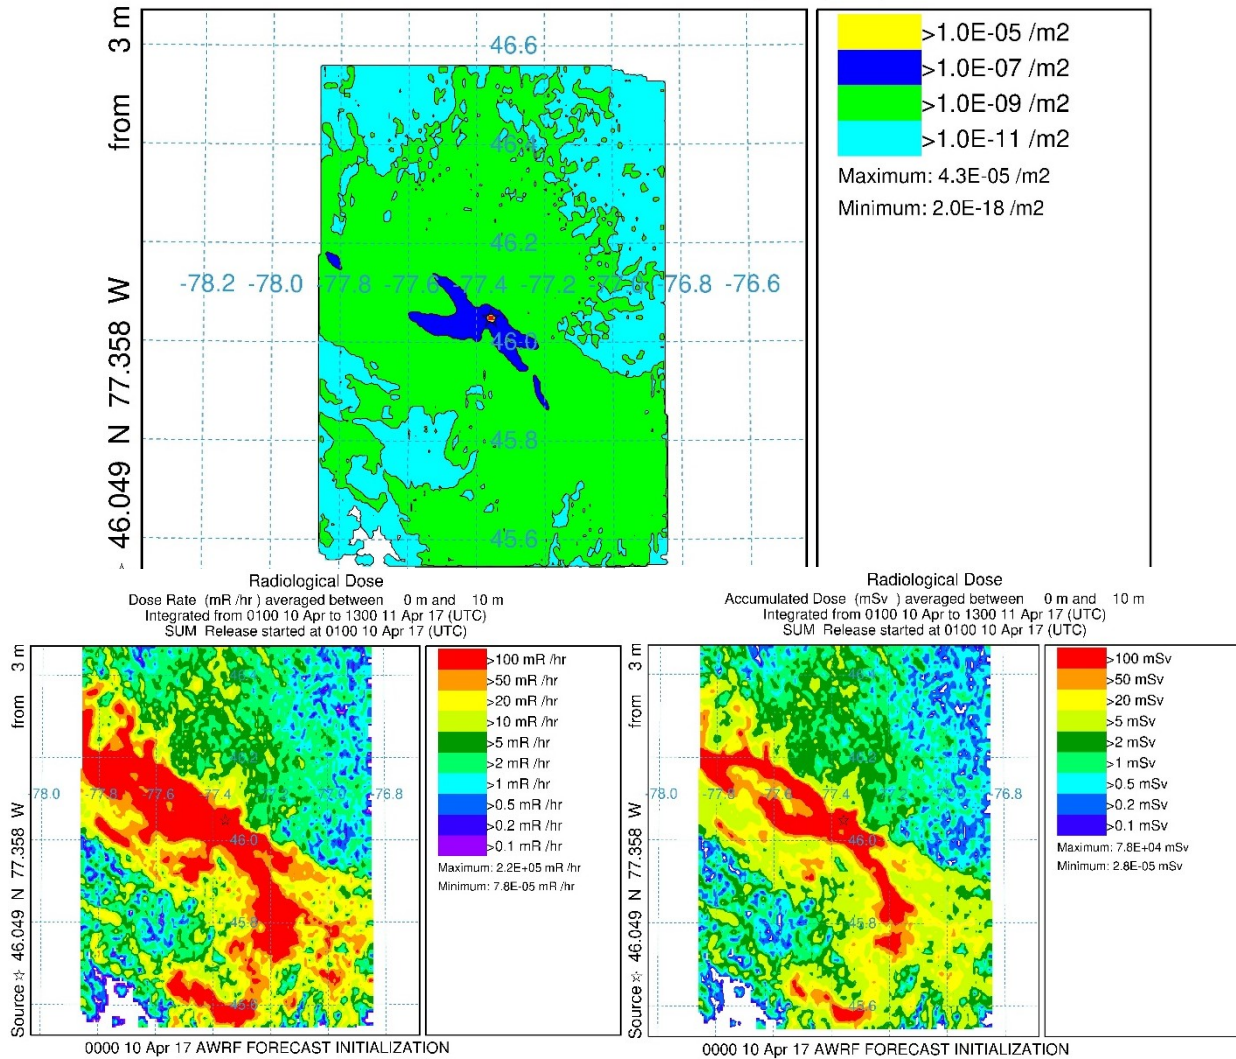 46.049 N 77.358 W from 3 m
46.6
46.4
46.2
-78.2 -78.0 -77.8 -77.6 -77.4 -77.2 -77.0 -76.8 -76.6
46.0
45.8
45.6
>1.0E-05 /m2
>1.0E-07 /m2
>1.0E-09 /m2
>1.0E-11 /m2
Maximum: 4.3E-05 /m2
Minimum: 2.0E-18 /m2
Radiological Dose
Dose Rate (mR /hr ) averaged between 0 m and 10 m
Integrated from 0100 10 Apr to 1300 11 Apr 17 (UTC)
SUM Release started at 0100 10 Apr 17 (UTC)
Source ☆ 46.049 N 77.358 W from 3 m
46.2
-78.0 -77.8 -77.6 -77.4 -76.8
46.0
45.8
45.6
>100 mR /hr
>50 mR /hr
>20 mR /hr
>10 mR /hr
>5 mR /hr
>2 mR /hr
>1 mR /hr
>0.5 mR /hr
>0.2 mR /hr
>0.1 mR /hr
Maximum: 2.2E+05 mR /hr
Minimum: 7.8E-05 mR /hr
0000 10 Apr 17 AWRF FORECAST INITIALIZATION
Radiological Dose
Accumulated Dose (mSv ) averaged between 0 m and 10 m
Integrated from 0100 10 Apr to 1300 11 Apr 17 (UTC)
SUM Release started at 0100 10 Apr 17 (UTC)
Source ☆ 46.049 N 77.358 W from 3 m
46.2
-78.0 -77.8 -77.6 -77.4 -76.8
46.0
45.8
45.6
>100 mSv
>50 mSv
>20 mSv
>5 mSv
>2 mSv
>1 mSv
>0.5 mSv
>0.2 mSv
>0.1 mSv
Maximum: 7.8E+04 mSv
Minimum: 2.8E-05 mSv
0000 10 Apr 17 AWRF FORECAST INITIALIZATION